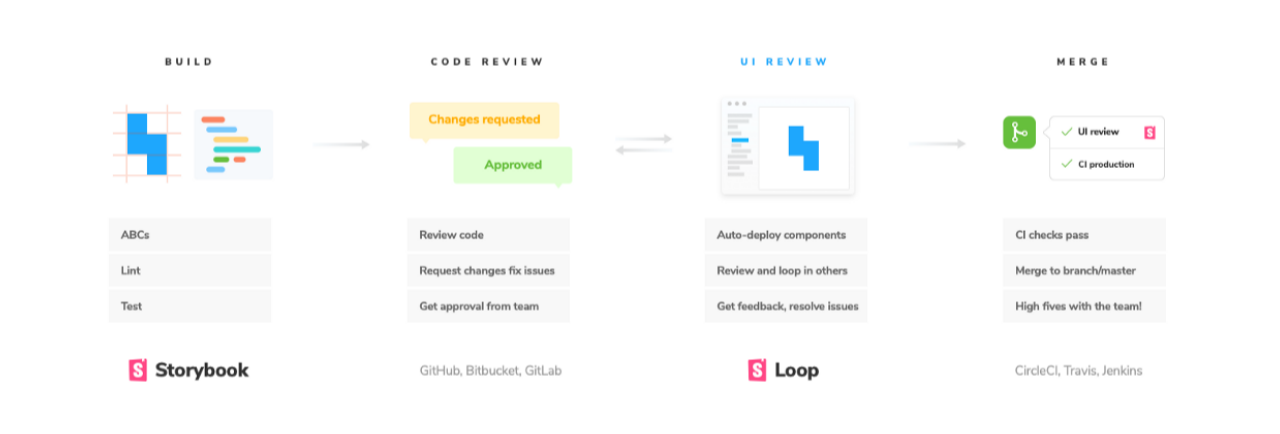 BUILD
CODE REVIEW
UI REVIEW
MERGE
Changes requested
Approved
UI review
S
CI production
ABCs
Lint
Test
Review code
Request changes fix issues
Get approval from team
Auto-deploy components
Review and loop in others
Get feedback, resolve issues
CI checks pass
Merge to branch/master
High fives with the team!
S Storybook
GitHub, Bitbucket, GitLab
S Loop
CircleCI, Travis, Jenkins